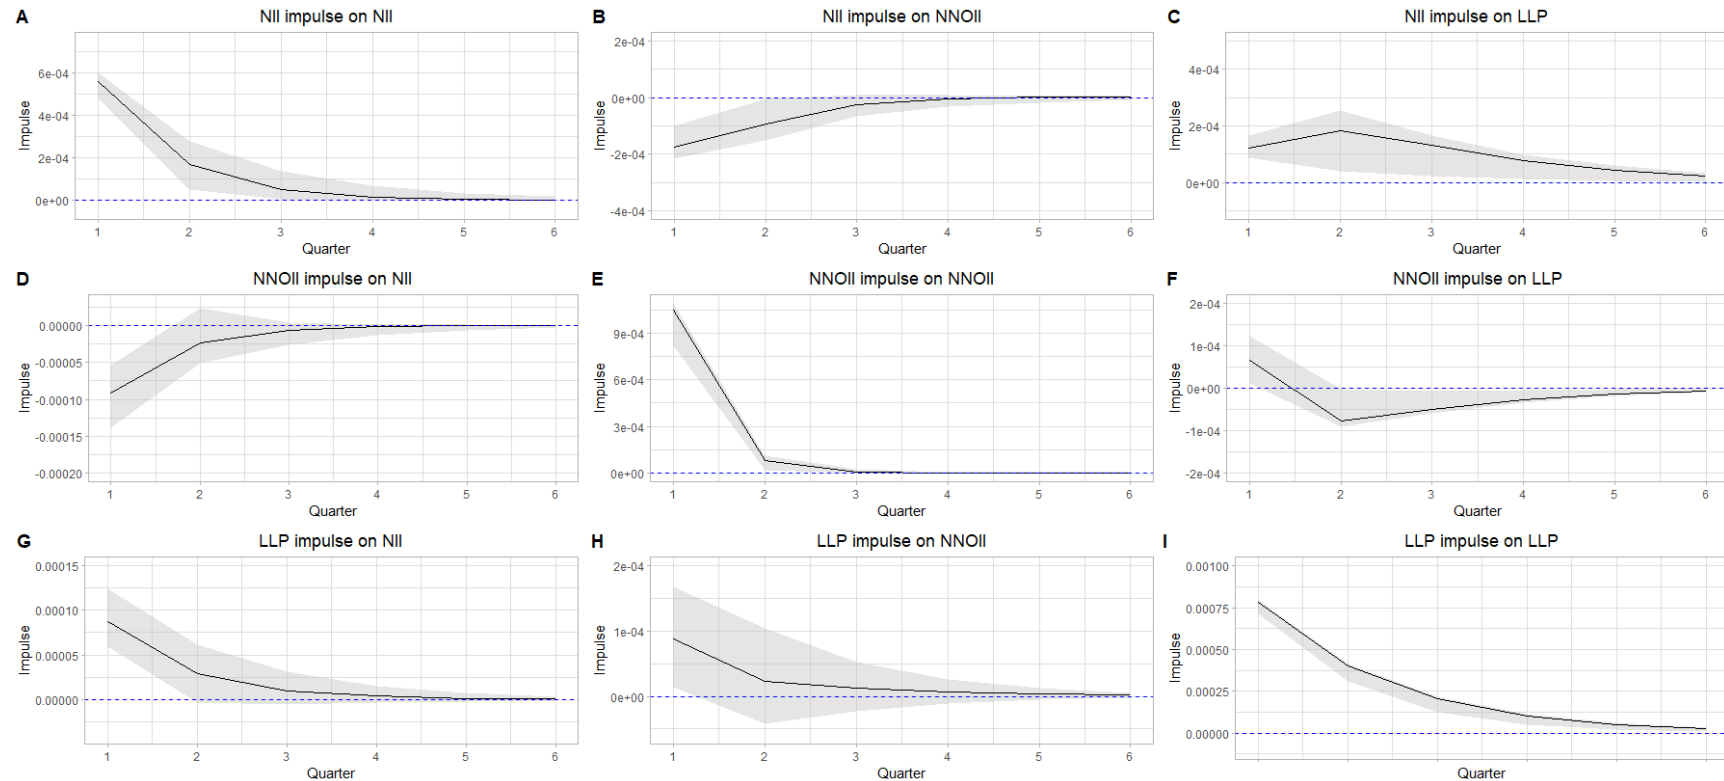 A NII impulse on NII
6e-04
4e-04
2e-04
0e+00
Impulse
1 2 3 4 5 6
Quarter
B NII impulse on NNOII
2e-04
0e+00
-2e-04
-4e-04
Impulse
1 2 3 4 5 6
Quarter
C NII impulse on LLP
4e-04
2e-04
0e+00
Impulse
1 2 3 4 5 6
Quarter
D NNOII impulse on NII
0.00000
-0.00005
-0.00010
-0.00015
-0.00020
Impulse
1 2 3 4 5 6
Quarter
E NNOII impulse on NNOII
9e-04
6e-04
3e-04
0e+00
Impulse
1 2 3 4 5 6
Quarter
F NNOII impulse on LLP
2e-04
1e-04
0e+00
-1e-04
-2e-04
Impulse
1 2 3 4 5 6
Quarter
G LLP impulse on NII
0.00015
0.00010
0.00005
0.00000
Impulse
1 2 3 4 5 6
Quarter
H LLP impulse on NNOII
2e-04
1e-04
0e+00
Impulse
1 2 3 4 5 6
Quarter
I LLP impulse on LLP
0.00100
0.00075
0.00050
0.00025
0.00000
Impulse
Quarter